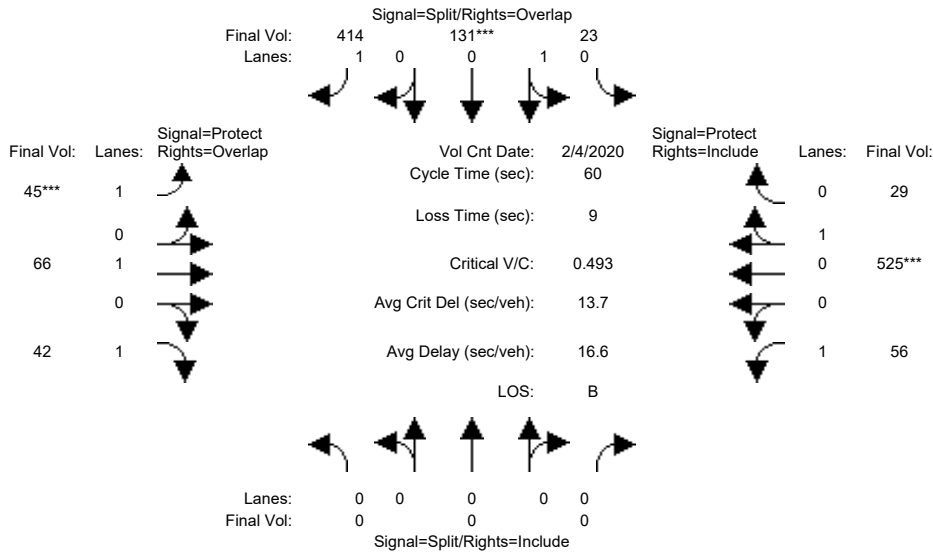 Signal=Split/Rights=Overlap
Final Vol: 414 131*** 23
Lanes: 1 0 0 1 0
Signal=Protect
Final Vol: Lanes: Rights=Overlap
Vol Cnt Date: 2/4/2020
Signal=Protect
Rights=Include Lanes: Final Vol:
Cycle Time (sec): 60
45*** 1
0 29
Loss Time (sec): 9
0
1
66 1
Critical V/C: 0.493
0 525***
0
Avg Crit Del (sec/veh): 13.7
0
42 1
Avg Delay (sec/veh): 16.6
1 56
LOS: B
Lanes: 0 0 0 0 0
Final Vol: 0 0 0
Signal=Split/Rights=Include